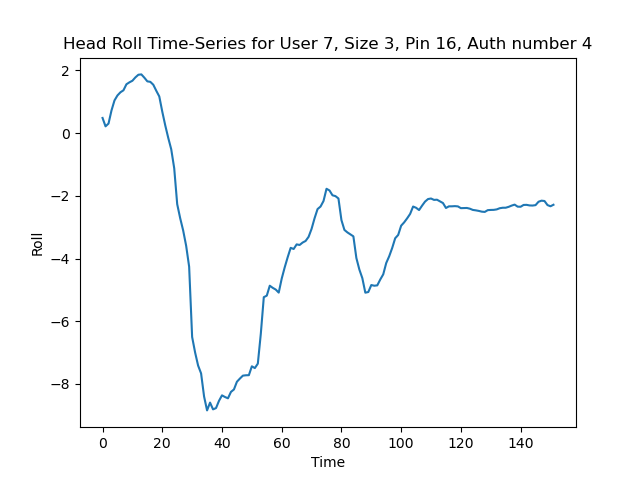 Head Roll Time-Series for User 7, Size 3, Pin 16, Auth number 4
2
0
−2
−4
−6
−8
Roll
0 20 40 60 80 100 120 140
Time